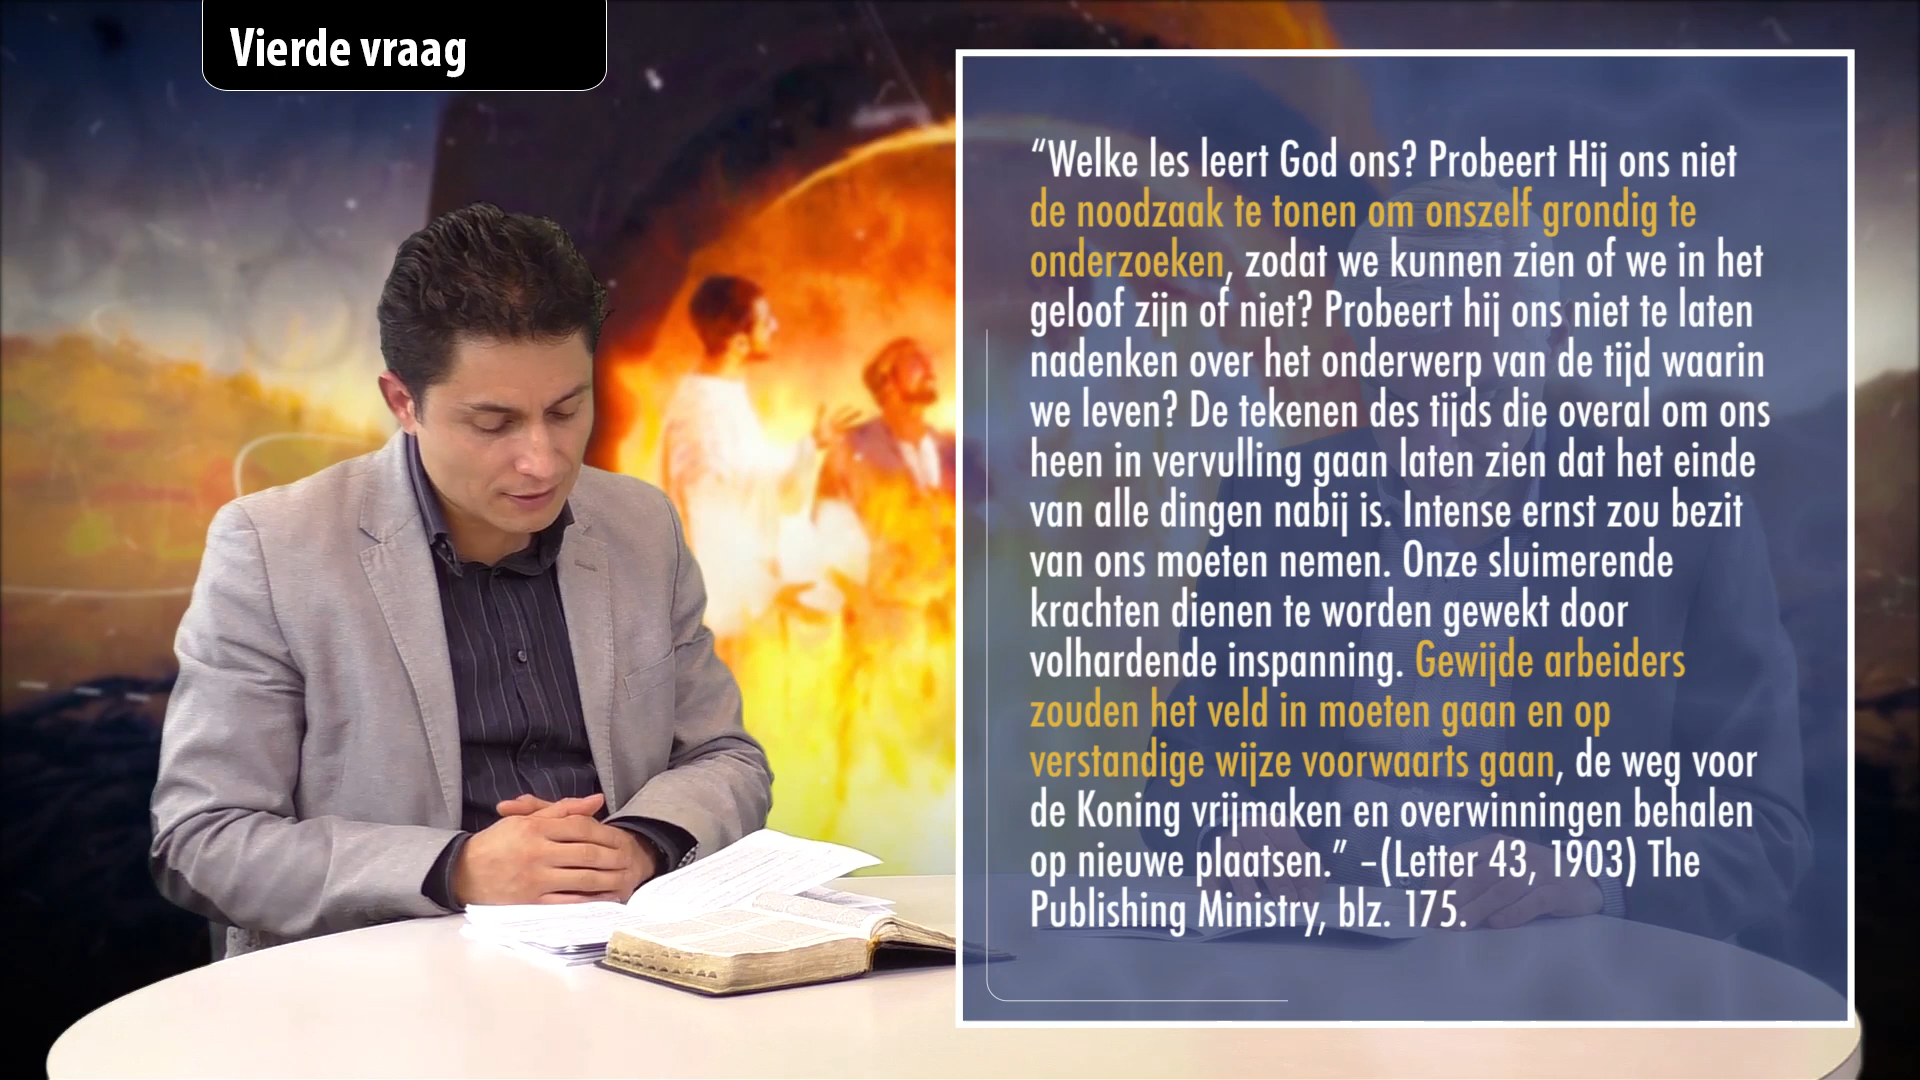 Vierde vraag
“Welke les leert God ons? Probeert Hij ons niet
de noodzaak te tonen om onszelf grondig te
onderzoeken, zodat we kunnen zien of we in het
geloof zijn of niet? Probeert hij ons niet te laten
nadenken over het onderwerp van de tijd waarin
we leven? De tekenen des tijds die overal om ons
heen in vervulling gaan laten zien dat het einde
van alle dingen nabij is. Intense ernst zou bezit
van ons moeten nemen. Onze sluimerende
krachten dienen te worden gewekt door
volhardende inspanning. Gewijde arbeiders
zouden het veld in moeten gaan en op
verstandige wijze voorwaarts gaan, de weg voor
de Koning vrijmaken en overwinningen behalen
op nieuwe plaatsen.” –(Letter 43, 1903) The
Publishing Ministry, blz. 175.